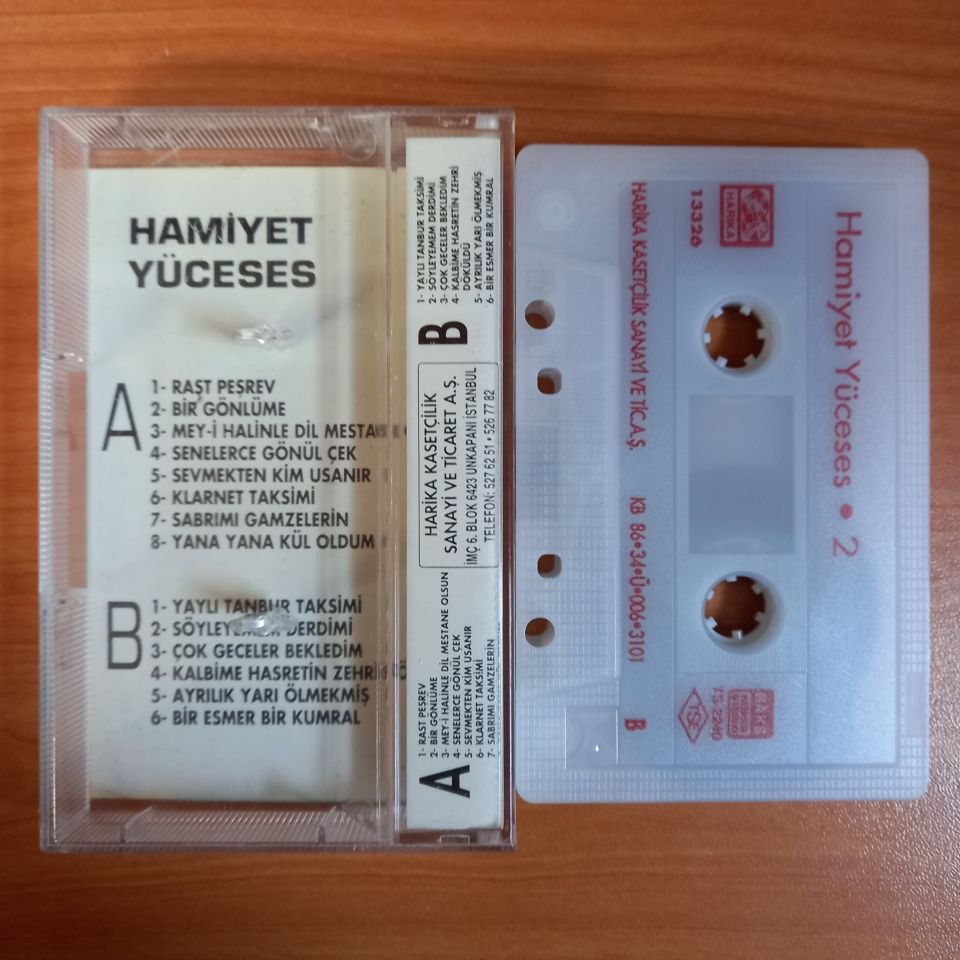 HAMİYET
YÜCESES
A
1- RAST PEŞREV
2- BİR GÖNLÜME
3- MEY-İ HALİNLE DİL MESTA
4- SENELERCE GÖNÜL ÇEK
5- SEVMEKTEN KİM USANIR
6- KLARNET TAKSİMİ
7- SABRIMI GAMZELERİN
8- YANA YANA KÜL OLDUM
B
1- YAYLI TANBUR TAKSİMİ
2- SÖYLEYEMEM DERDİMİ
3- ÇOK GECELER BEKLEDİM
4- KALBİME HASRETİN ZEHRİ
5- AYRILIK YARI ÖLMEKMİŞ
6- BİR ESMER BİR KUMRAL
A
1- RAST PEŞREV
2- BİR GÖNLÜME
3- MEY-İ HALİNLE DİL MESTANE OLSUN
4- SENELERCE GÖNÜL ÇEK
5- SEVMEKTEN KİM USANIR
6- KLARNET TAKSİMİ
7- SABRIMI GAMZELERİN
HARİKA KASETÇİLİK
SANAYİ VE TİCARET A.Ş.
İMÇ 6. BLOK 6423 UNKAPANI İSTANBUL
TELEFON: 527 62 51 • 526 77 82
B
1- YAYLI TANBUR TAKSİMİ
2- SÖYLEYEMEM DERDİMİ
3- ÇOK GECELER BEKLEDİM
4- KALBİME HASRETİN ZEHRİ
DÖKÜLDÜ
5- AYRILIK YARI ÖLMEKMİŞ
6- BİR ESMER BİR KUMRAL
Hamiyet Yüceses • 2
HARİKA
13326
HARİKA KASETÇİLİK SANAYİ VE TİC.A.Ş. KB 86•34•Ü•006•3101 B
RAKS
TSE